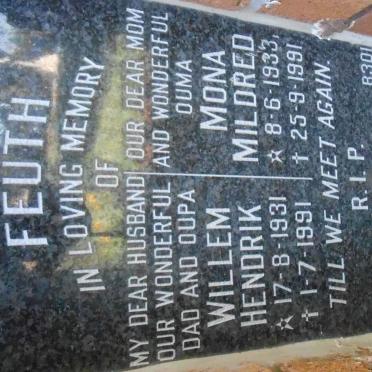 FEUTH
IN LOVING MEMORY
OF
MY DEAR HUSBAND
OUR WONDERFUL
DAD AND OUPA
WILLEM
HENDRIK
☆ 17-8-1931
† 1-7-1991
OUR DEAR MOM
AND WONDERFUL
OUMA
MONA
MILDRED
☆ 8-6-1933,
† 25-9-1991
TILL WE MEET AGAIN.
R.I.P.